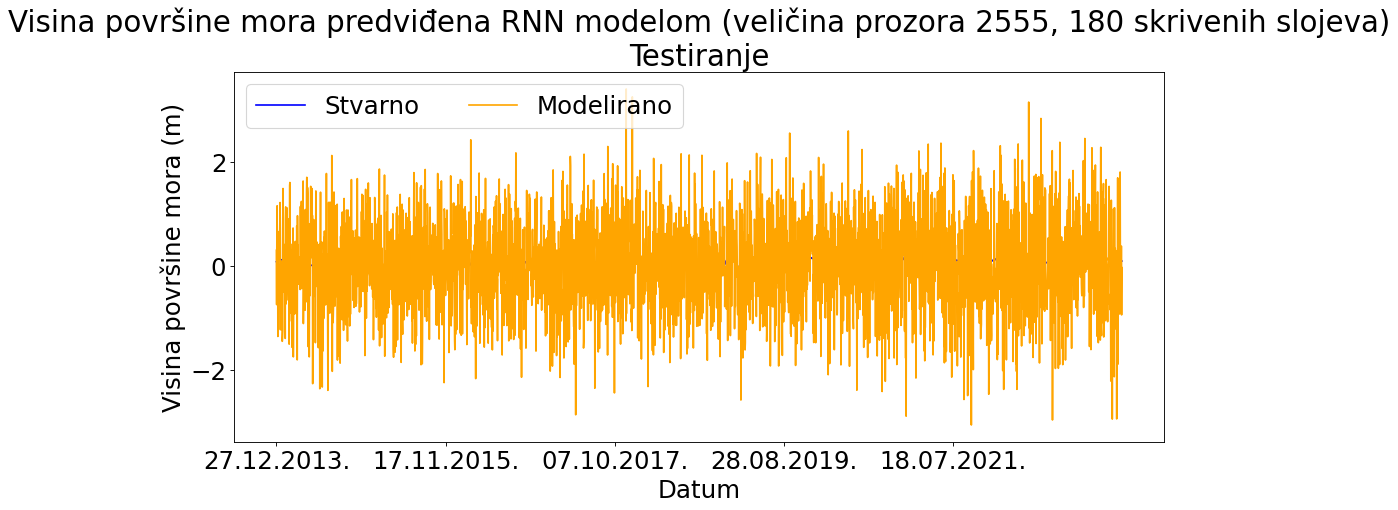 Visina površine mora predviđena RNN modelom (veličina prozora 2555, 180 skrivenih slojeva)
Testiranje
Stvarno Modelirano
Visina površine mora (m)
2
0
−2
27.12.2013. 17.11.2015. 07.10.2017. 28.08.2019. 18.07.2021.
Datum